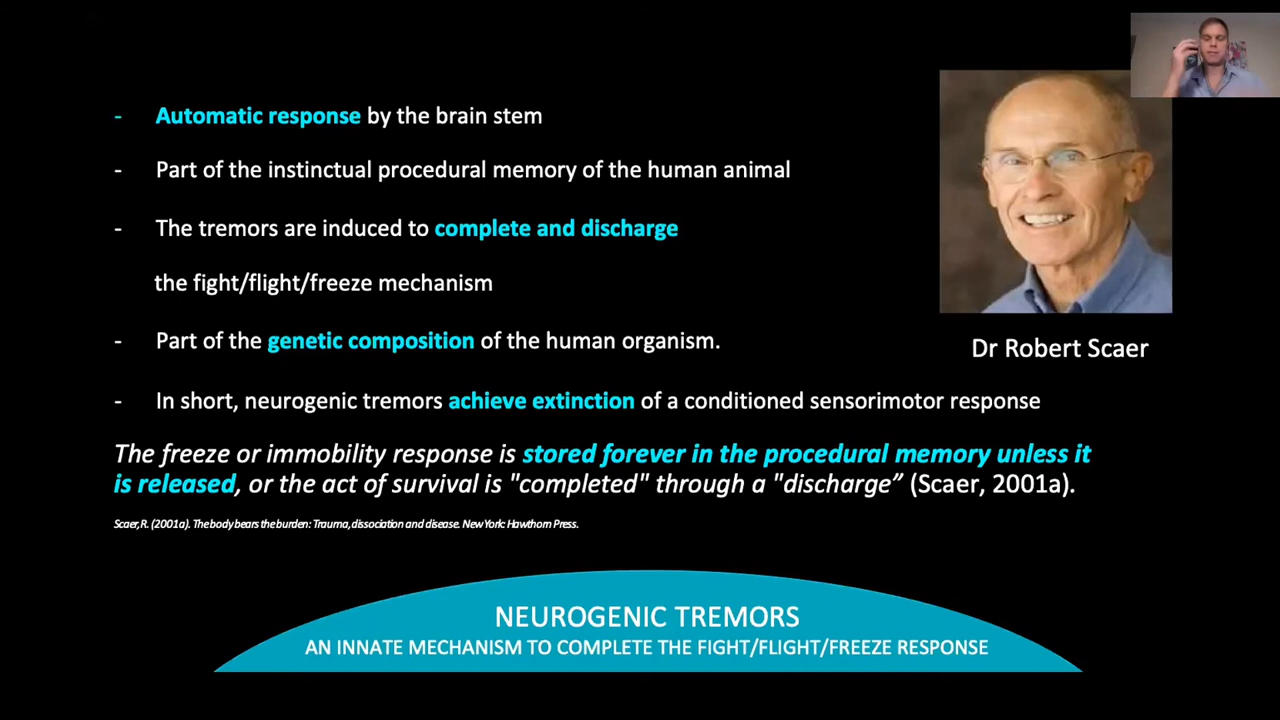 - Automatic response by the brain stem
- Part of the instinctual procedural memory of the human animal
- The tremors are induced to complete and discharge
the fight/flight/freeze mechanism
- Part of the genetic composition of the human organism.
Dr Robert Scaer
- In short, neurogenic tremors achieve extinction of a conditioned sensorimotor response
The freeze or immobility response is stored forever in the procedural memory unless it
is released, or the act of survival is "completed" through a "discharge” (Scaer, 2001a).
Scaer, R. (2001a). The body bears the burden: Trauma, dissociation and disease. New York: Hawthorn Press.
NEUROGENIC TREMORS
AN INNATE MECHANISM TO COMPLETE THE FIGHT/FLIGHT/FREEZE RESPONSE